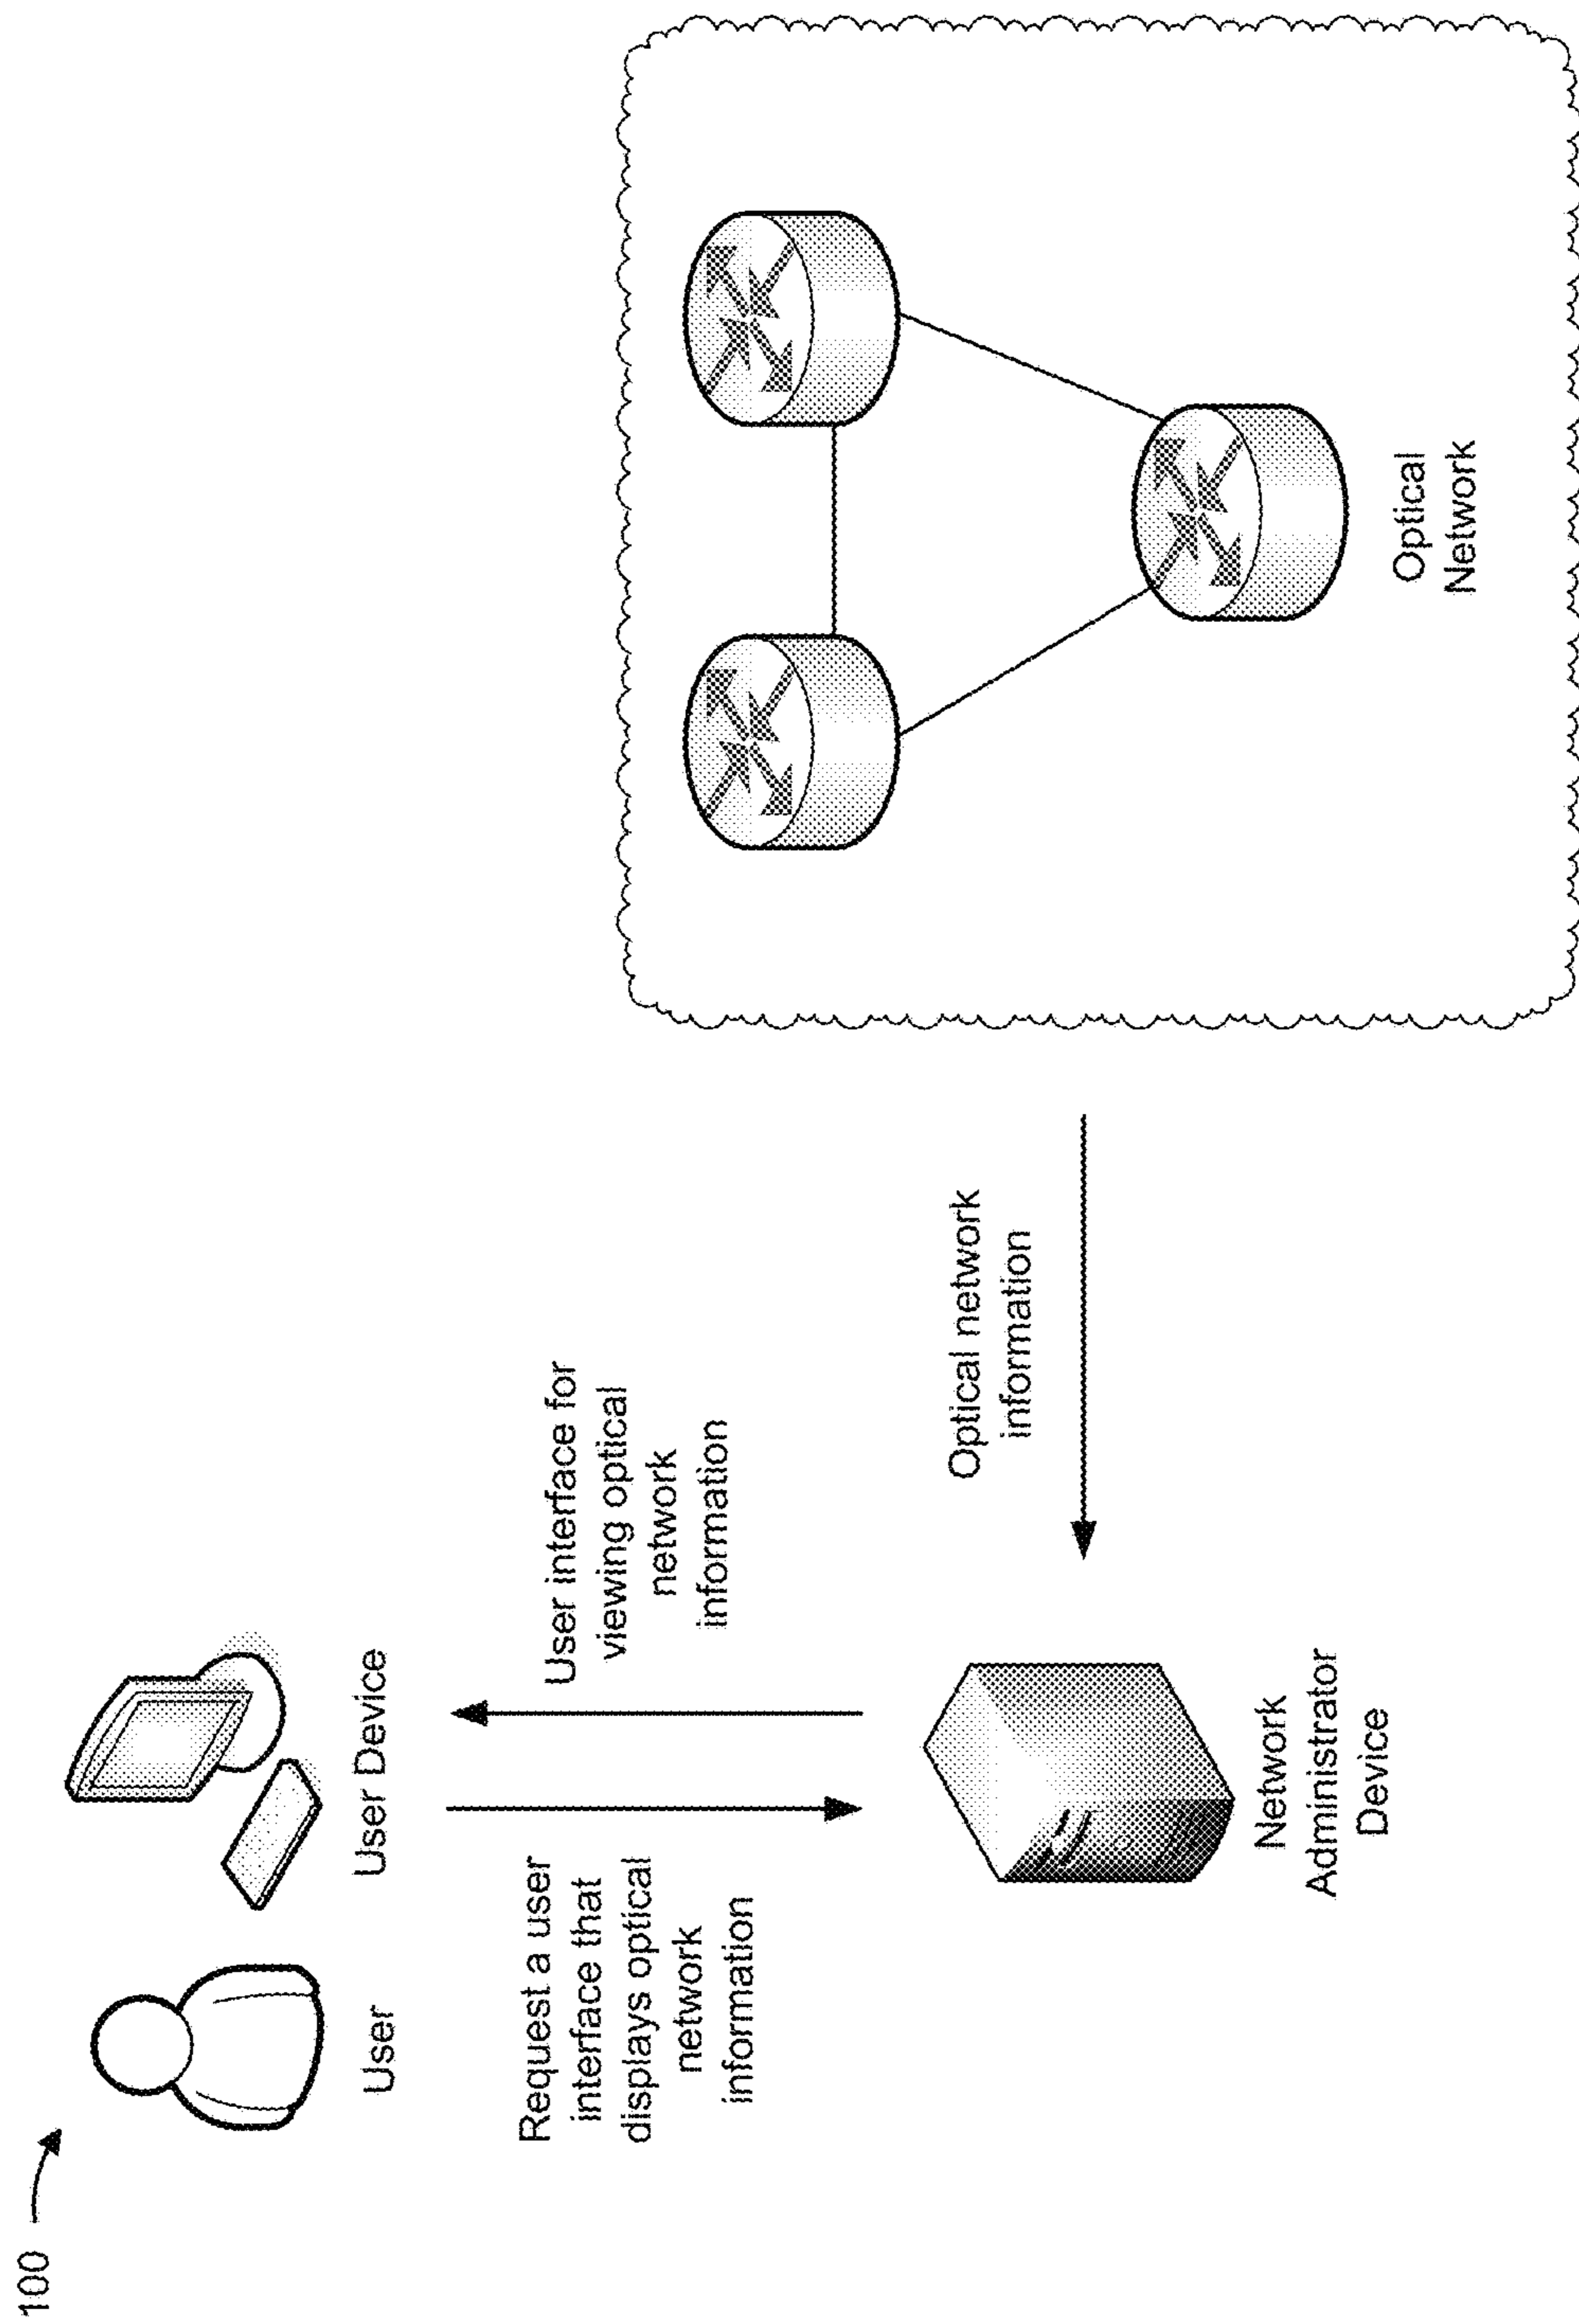 100
User
User Device
Request a user
interface that
displays optical
network
information
User interface for
viewing optical
network
information
Network
Administrator
Device
Optical network
information
Optical
Network